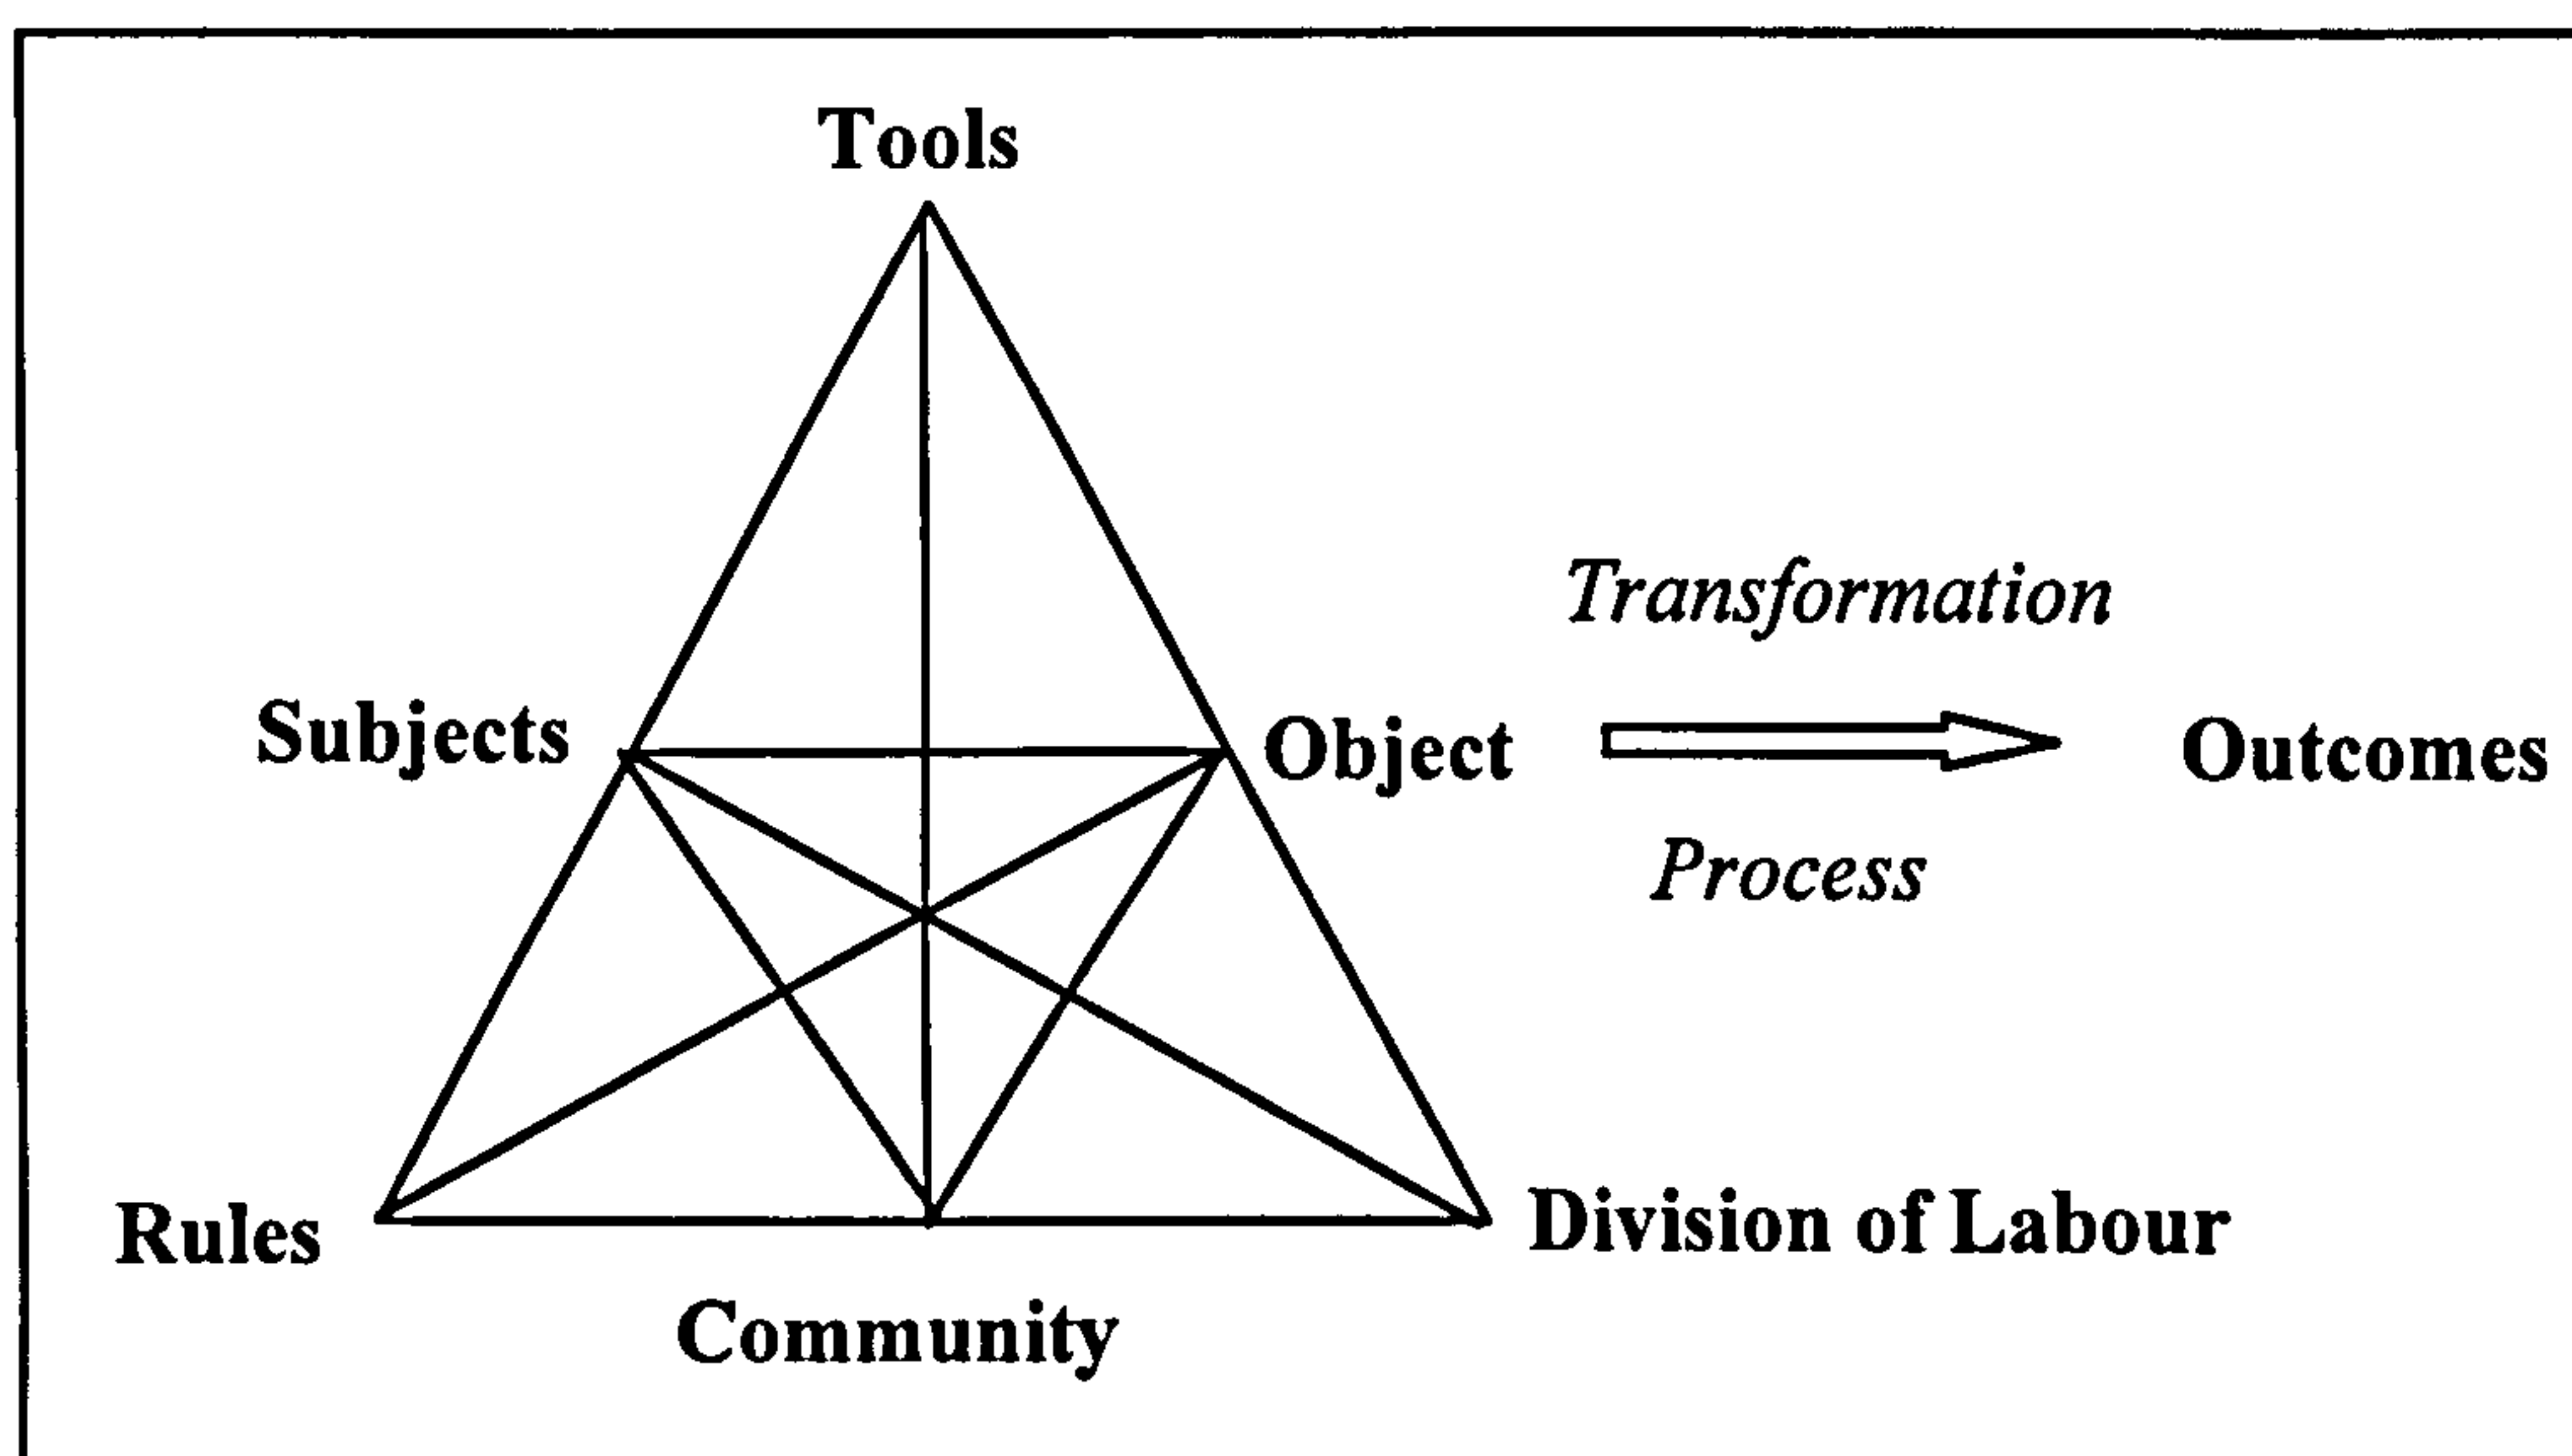 Tools
Transformation
Subjects
Object
Outcomes
Process
Rules
Division of Labour
Community